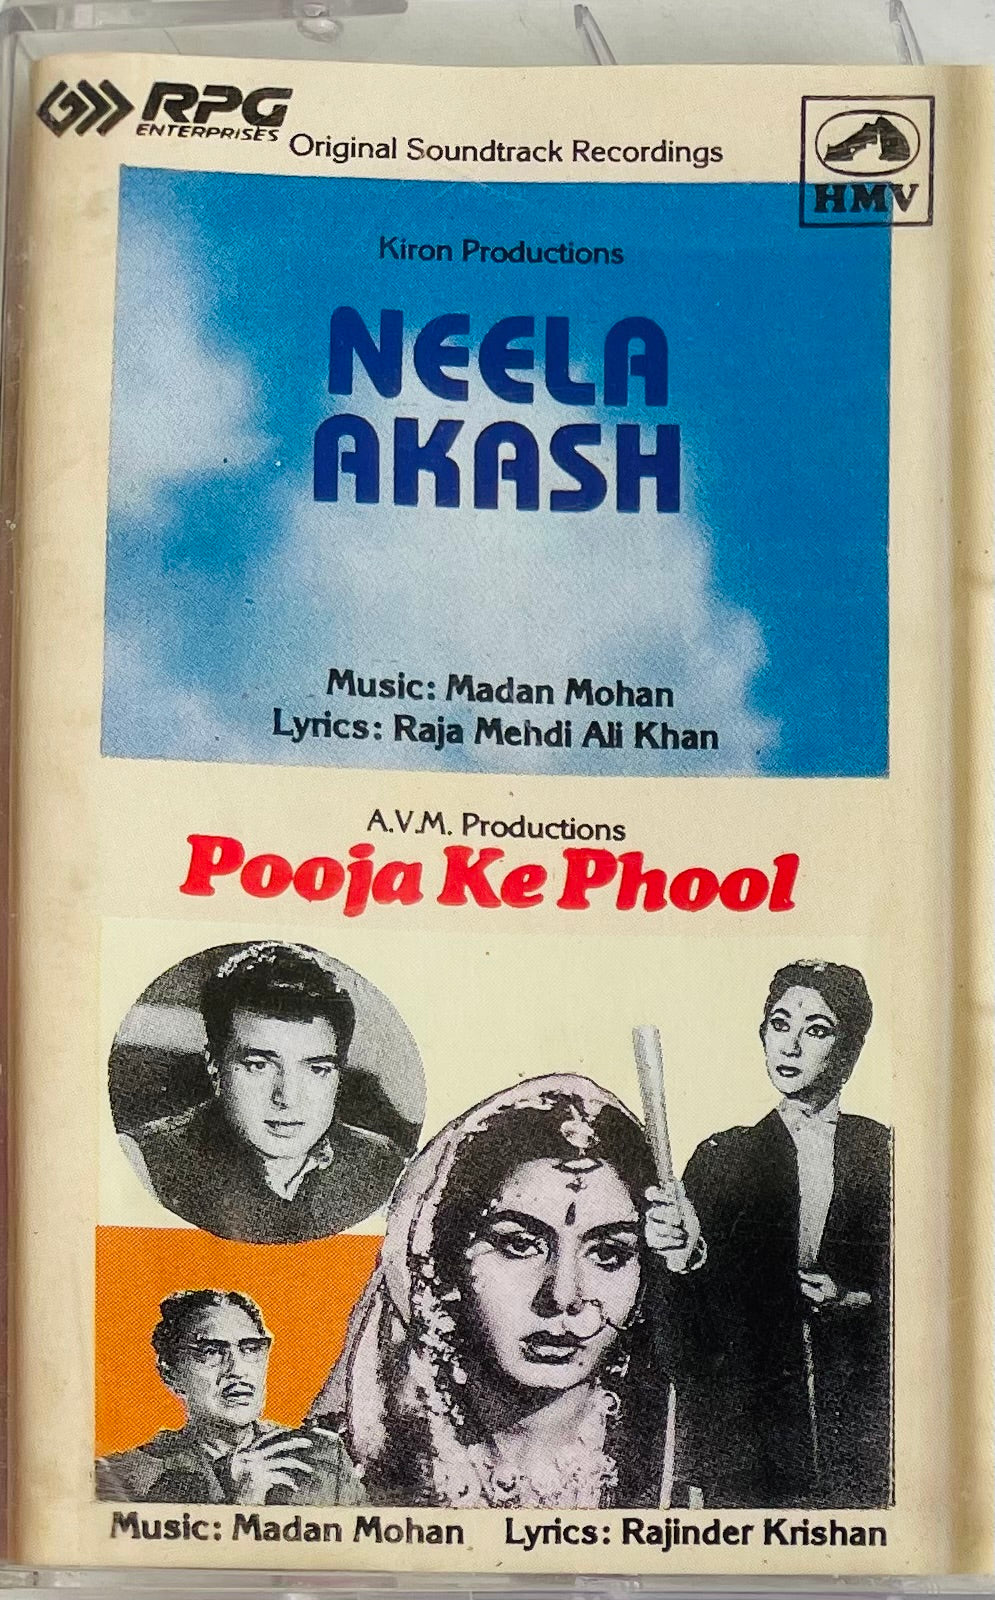 RPG
ENTERPRISES
Original Soundtrack Recordings
HMV
Kiron Productions
NEELA
AKASH
Music: Madan Mohan
Lyrics: Raja Mehdi Ali Khan
A.V.M. Productions
Pooja Ke Phool
Music: Madan Mohan Lyrics: Rajinder Krishan